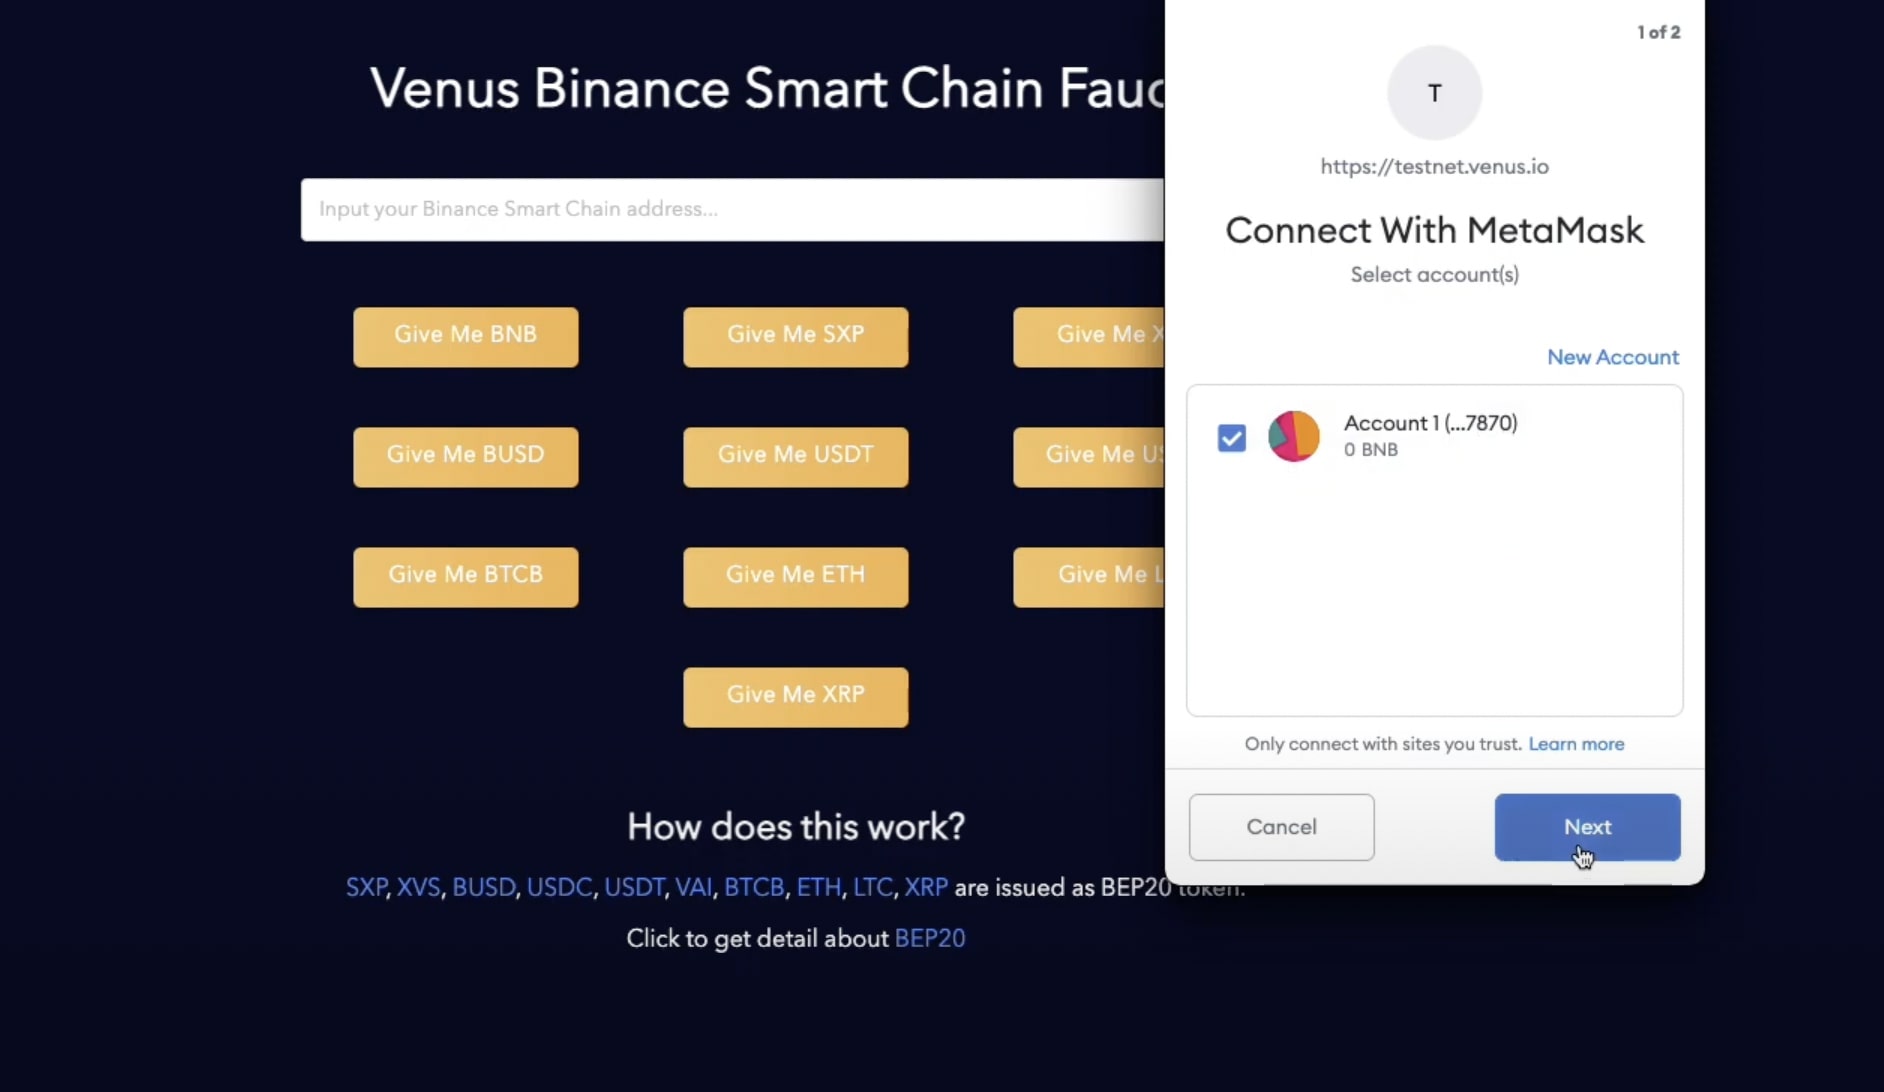 Venus Binance Smart Chain Fauc
Input your Binance Smart Chain address...
Give Me BNB
Give Me SXP
Give Me X
Give Me BUSD
Give Me USDT
Give Me US
Give Me BTCB
Give Me ETH
Give Me L
Give Me XRP
How does this work?
SXP, XVS, BUSD, USDC, USDT, VAI, BTCB, ETH, LTC, XRP are issued as BEP20 token.
Click to get detail about BEP20
1 of 2
T
https://testnet.venus.io
Connect With MetaMask
Select account(s)
New Account
Account 1 (...7870)
0 BNB
Only connect with sites you trust. Learn more
Cancel
Next